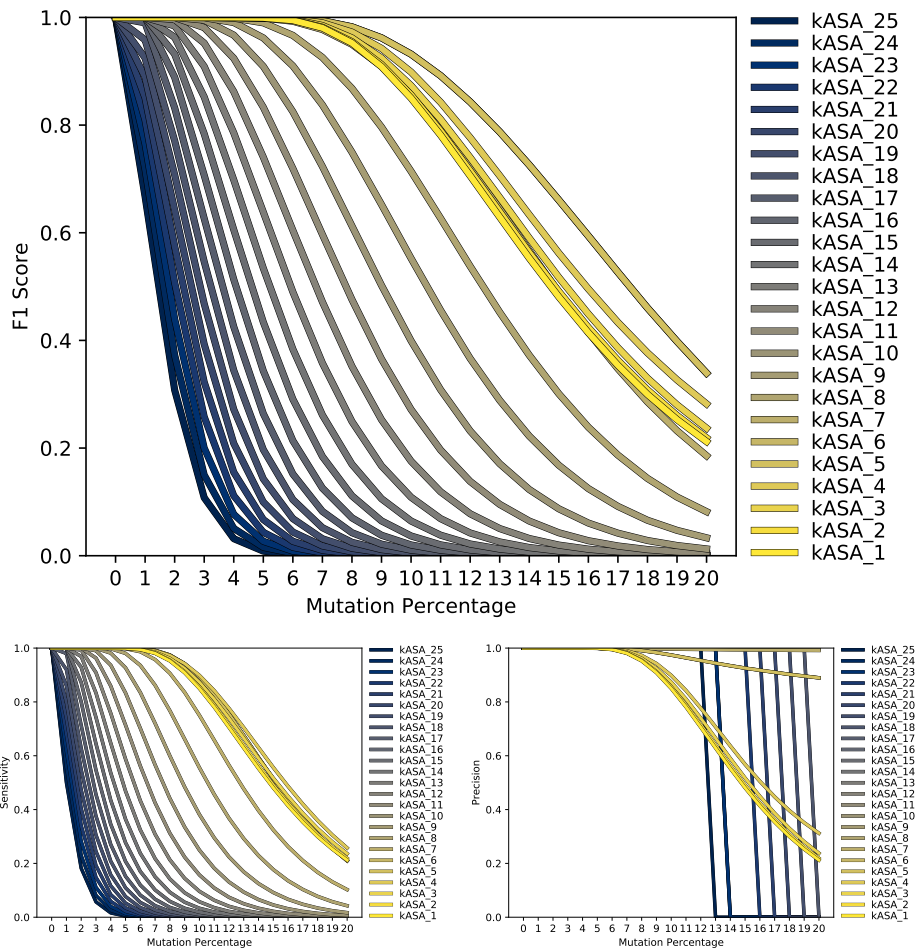 1.0
0.8
0.6
0.4
0.2
0.0
F1 Score
0 1 2 3 4 5 6 7 8 9 10 11 12 13 14 15 16 17 18 19 20
Mutation Percentage
kASA_25
kASA_24
kASA_23
kASA_22
kASA_21
kASA_20
kASA_19
kASA_18
kASA_17
kASA_16
kASA_15
kASA_14
kASA_13
kASA_12
kASA_11
kASA_10
kASA_9
kASA_8
kASA_7
kASA_6
kASA_5
kASA_4
kASA_3
kASA_2
kASA_1
1.0
0.8
0.6
0.4
0.2
0.0
Sensitivity
0 1 2 3 4 5 6 7 8 9 10 11 12 13 14 15 16 17 18 19 20
Mutation Percentage
kASA_25
kASA_24
kASA_23
kASA_22
kASA_21
kASA_20
kASA_19
kASA_18
kASA_17
kASA_16
kASA_15
kASA_14
kASA_13
kASA_12
kASA_11
kASA_10
kASA_9
kASA_8
kASA_7
kASA_6
kASA_5
kASA_4
kASA_3
kASA_2
kASA_1
1.0
0.8
0.6
0.4
0.2
0.0
Precision
0 1 2 3 4 5 6 7 8 9 10 11 12 13 14 15 16 17 18 19 20
Mutation Percentage
kASA_25
kASA_24
kASA_23
kASA_22
kASA_21
kASA_20
kASA_19
kASA_18
kASA_17
kASA_16
kASA_15
kASA_14
kASA_13
kASA_12
kASA_11
kASA_10
kASA_9
kASA_8
kASA_7
kASA_6
kASA_5
kASA_4
kASA_3
kASA_2
kASA_1